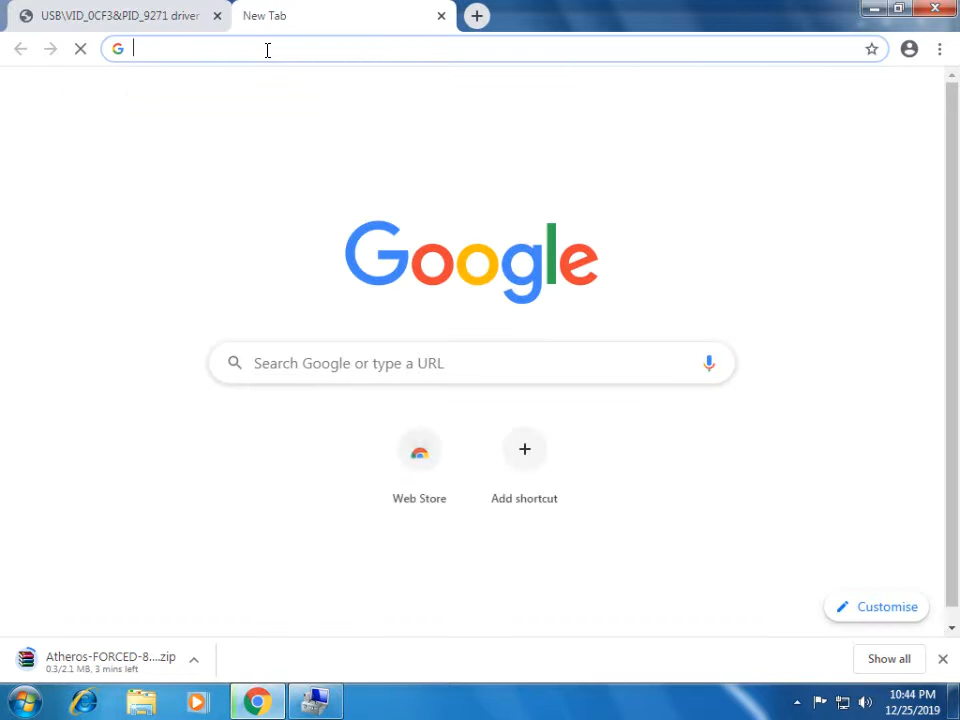 USB\VID_0CF3&PID_9271 driver
New Tab
Google
Search Google or type a URL
Web Store
Add shortcut
Customise
Atheros-FORCED-8....zip
0.3/2.1 MB, 3 mins left
Show all
10:44 PM
12/25/2019